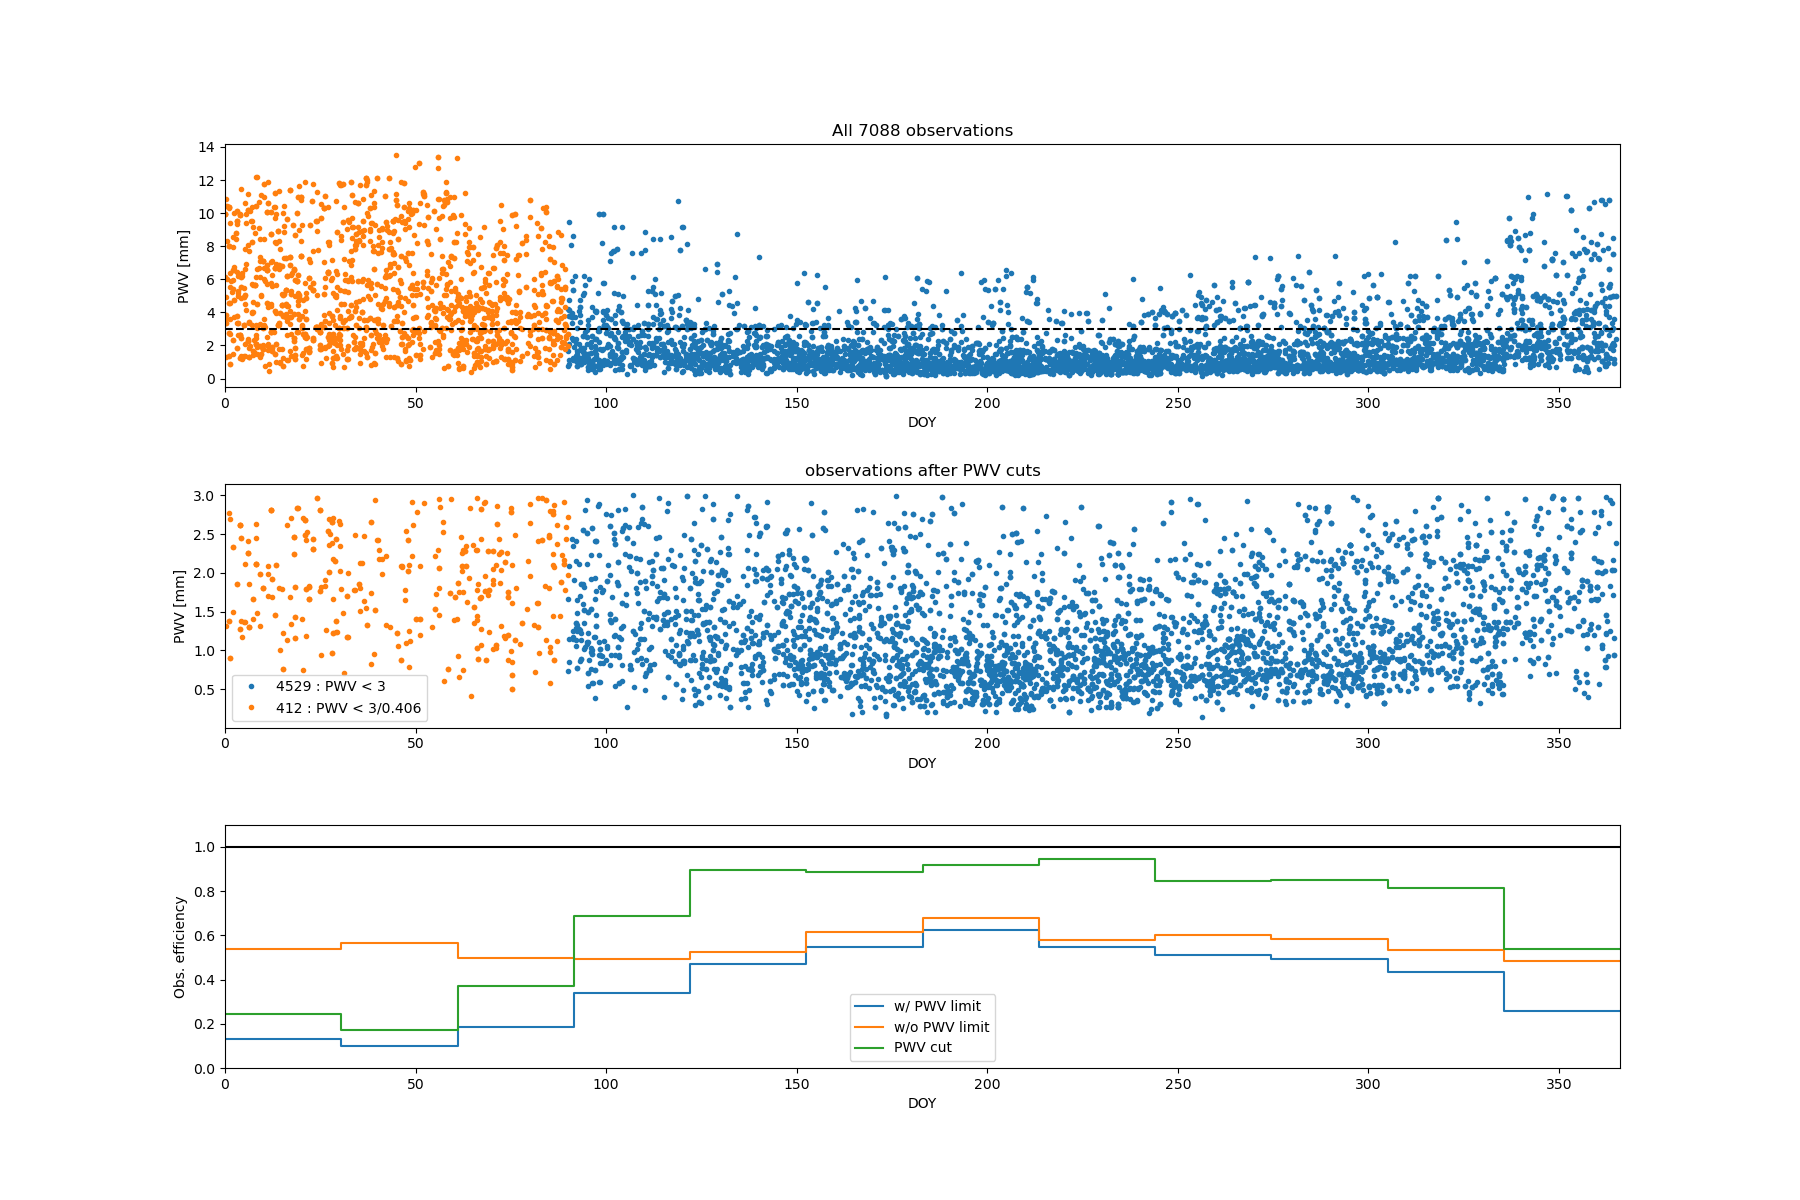 All 7088 observations
14
12
10
8
6
4
2
0
PWV [mm]
0 50 100 150 200 250 300 350
DOY
observations after PWV cuts
3.0
2.5
2.0
1.5
1.0
0.5
PWV [mm]
4529 : PWV < 3
412 : PWV < 3/0.406
0 50 100 150 200 250 300 350
DOY
1.0
0.8
0.6
0.4
0.2
0.0
Obs. efficiency
w/ PWV limit
w/o PWV limit
PWV cut
0 50 100 150 200 250 300 350
DOY